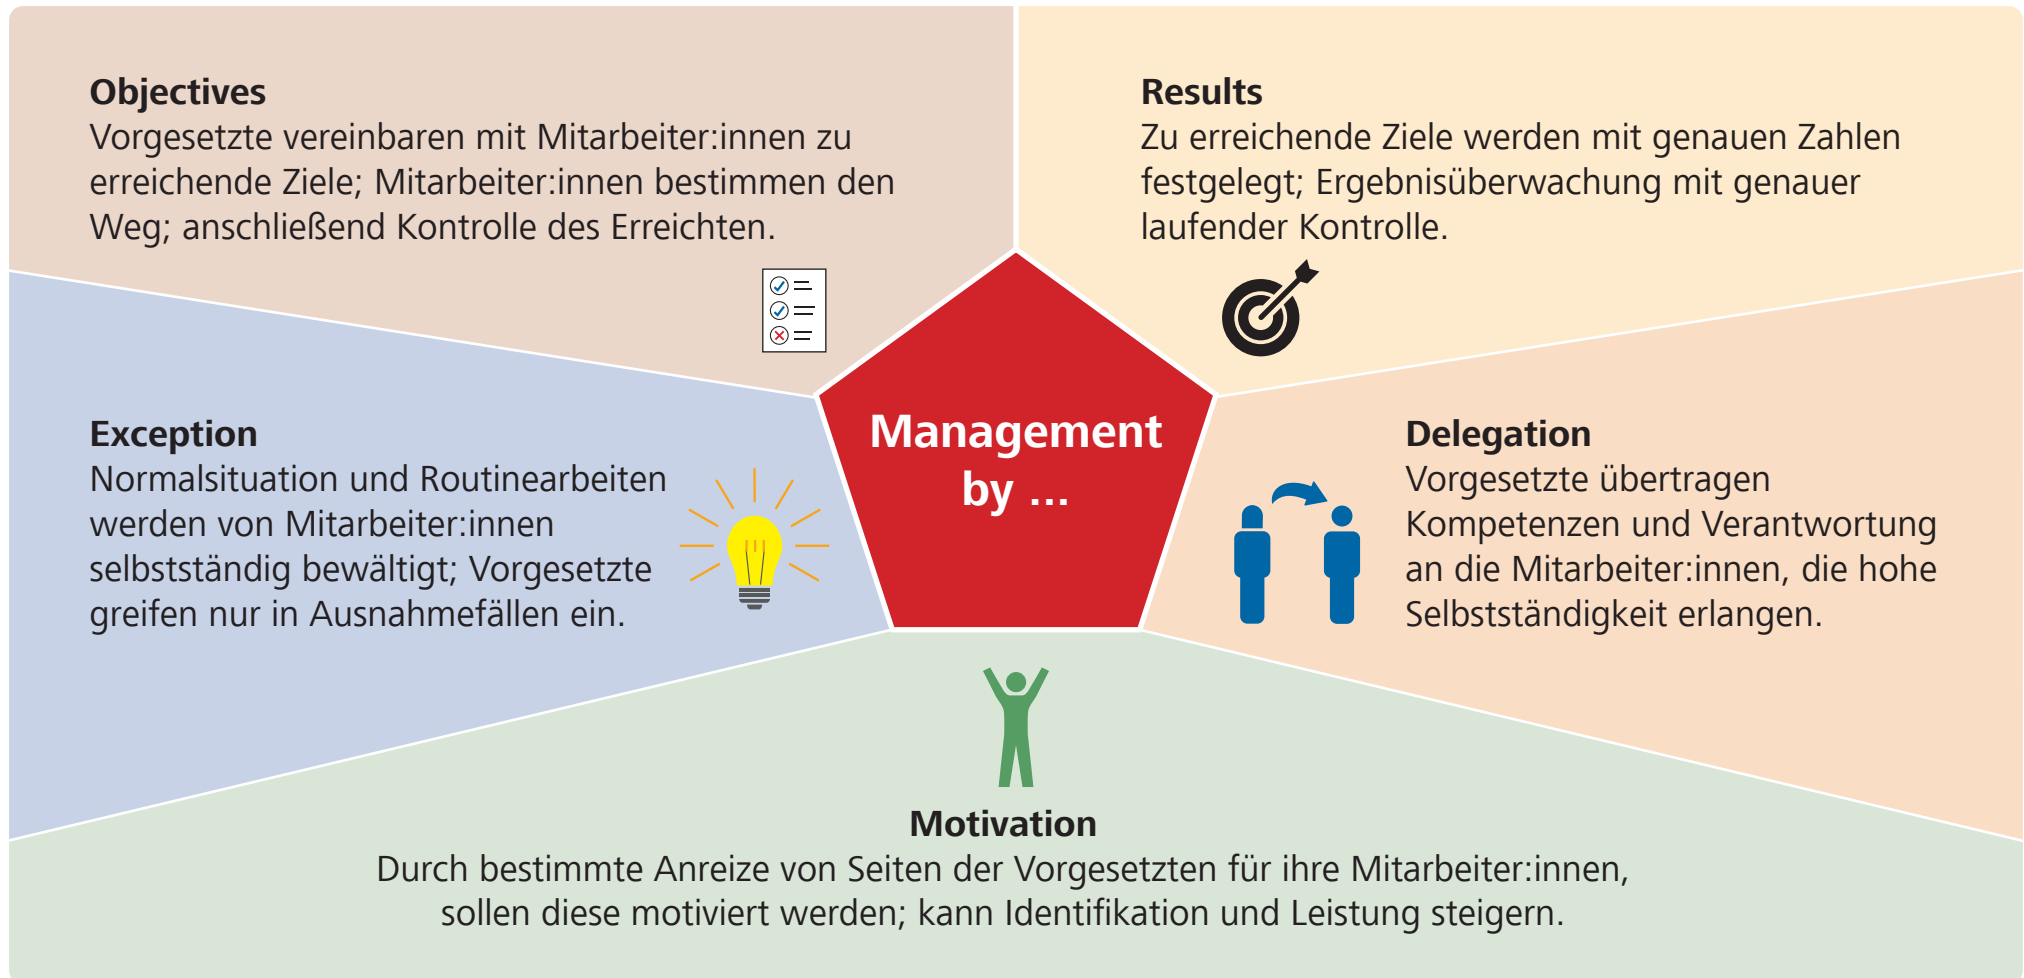 Objectives
Vorgesetzte vereinbaren mit Mitarbeiter:innen zu
erreichende Ziele; Mitarbeiter:innen bestimmen den
Weg; anschließend Kontrolle des Erreichten.
Results
Zu erreichende Ziele werden mit genauen Zahlen
festgelegt; Ergebnisüberwachung mit genauer
laufender Kontrolle.
Exception
Normalsituation und Routinearbeiten
werden von Mitarbeiter:innen
selbstständig bewältigt; Vorgesetzte
greifen nur in Ausnahmefällen ein.
Management
by ...
Delegation
Vorgesetzte übertragen
Kompetenzen und Verantwortung
an die Mitarbeiter:innen, die hohe
Selbstständigkeit erlangen.
Motivation
Durch bestimmte Anreize von Seiten der Vorgesetzten für ihre Mitarbeiter:innen,
sollen diese motiviert werden; kann Identifikation und Leistung steigern.